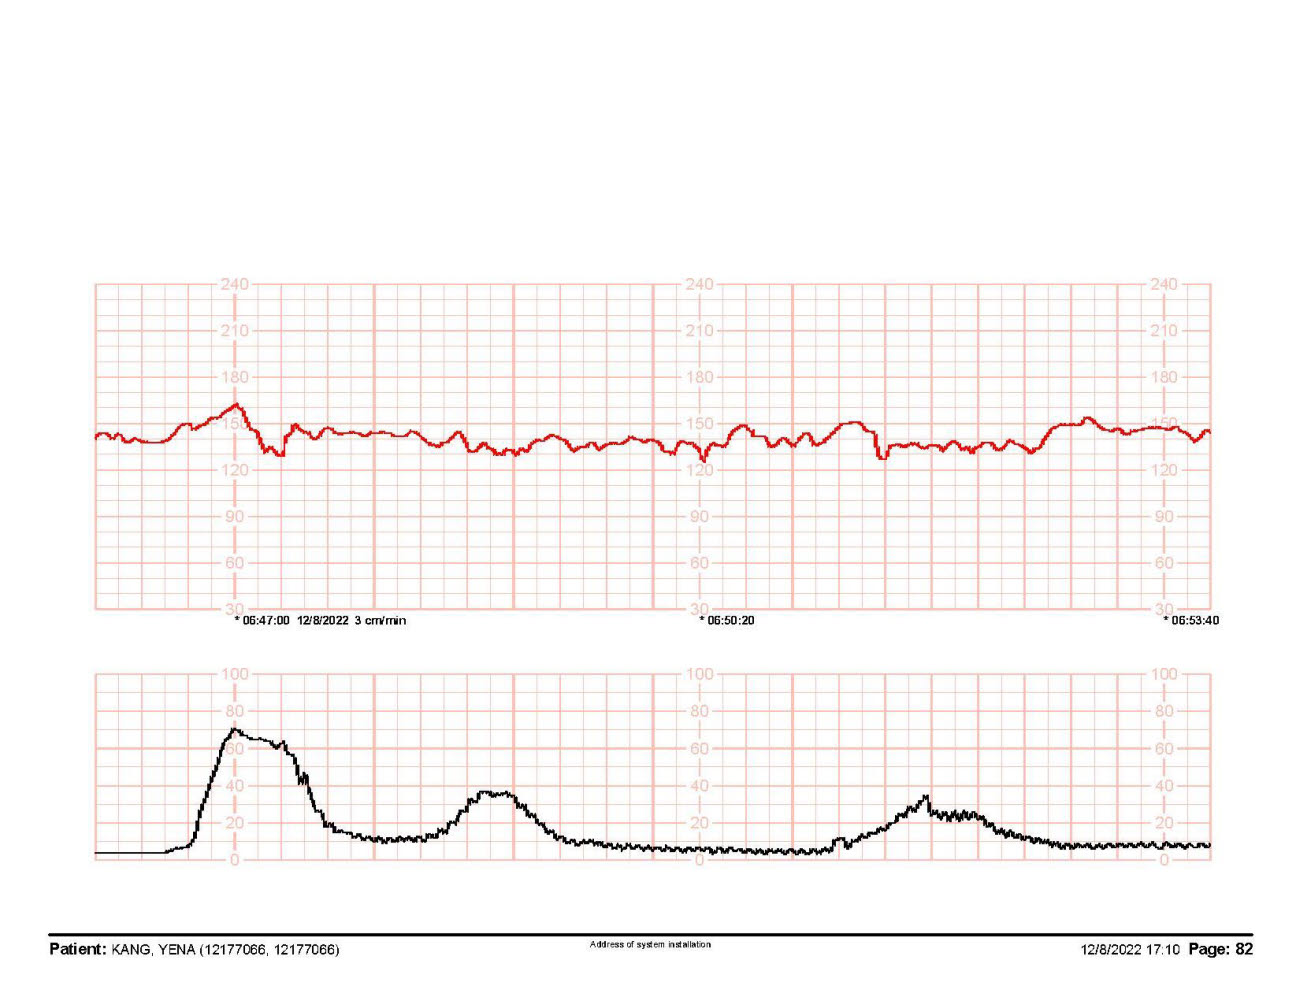 240 240 240
210 210 210
180 180 180
150 150 150
120 120 120
90 90 90
60 60 60
30 30 30
* 06:47:00 12/8/2022 3 cm/min * 06:50:20 * 06:53:40
100 100 100
80 80 80
60 60 60
40 40 40
20 20 20
0 0 0
Patient: KANG, YENA (12177066, 12177066) Address of system installation 12/8/2022 17:10 Page: 82